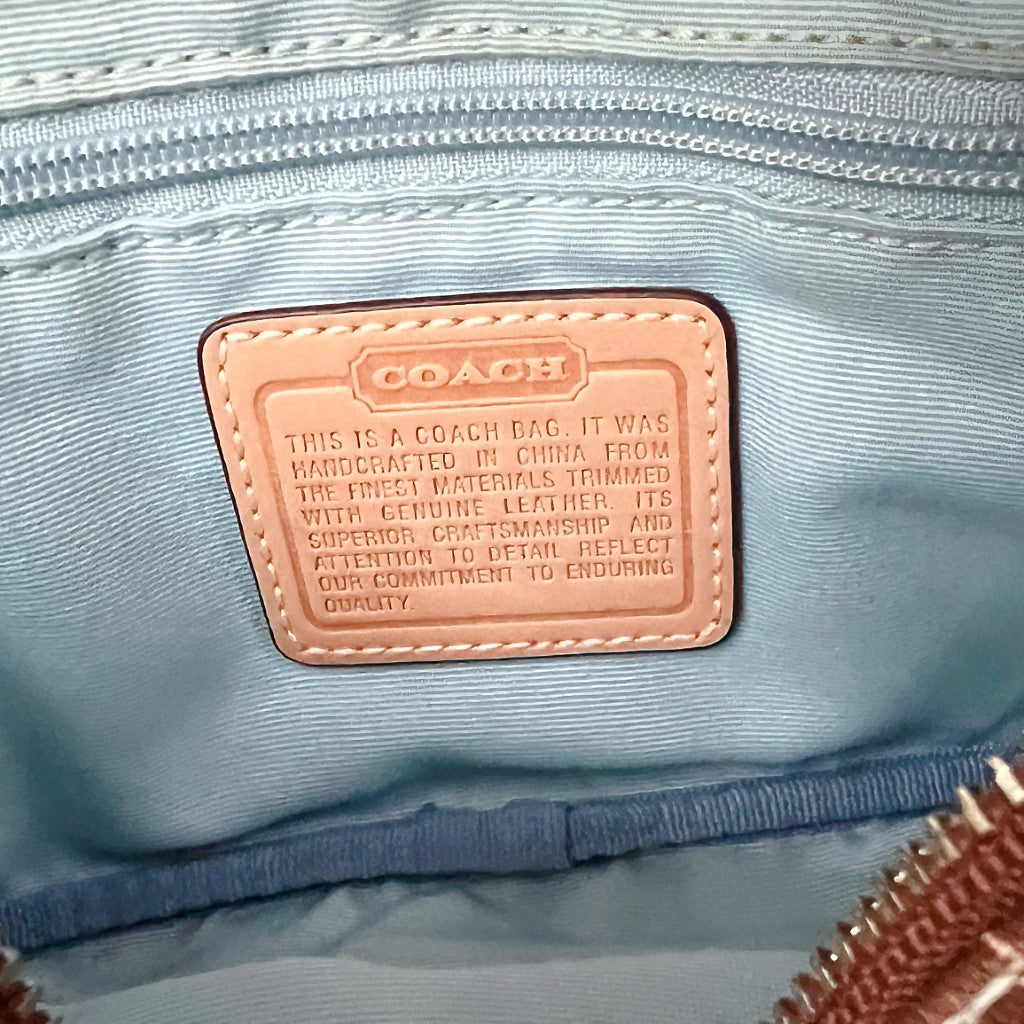 COACH
THIS IS A COACH BAG. IT WAS
HANDCRAFTED IN CHINA FROM
THE FINEST MATERIALS TRIMMED
WITH GENUINE LEATHER. ITS
SUPERIOR CRAFTSMANSHIP AND
ATTENTION TO DETAIL REFLECT
OUR COMMITMENT TO ENDURING
QUALITY.